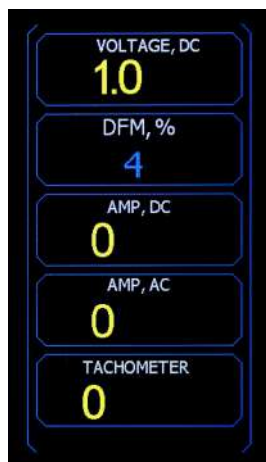 VOLTAGE, DC
1.0
DFM, %
4
AMP, DC
0
AMP, AC
0
TACHOMETER
0